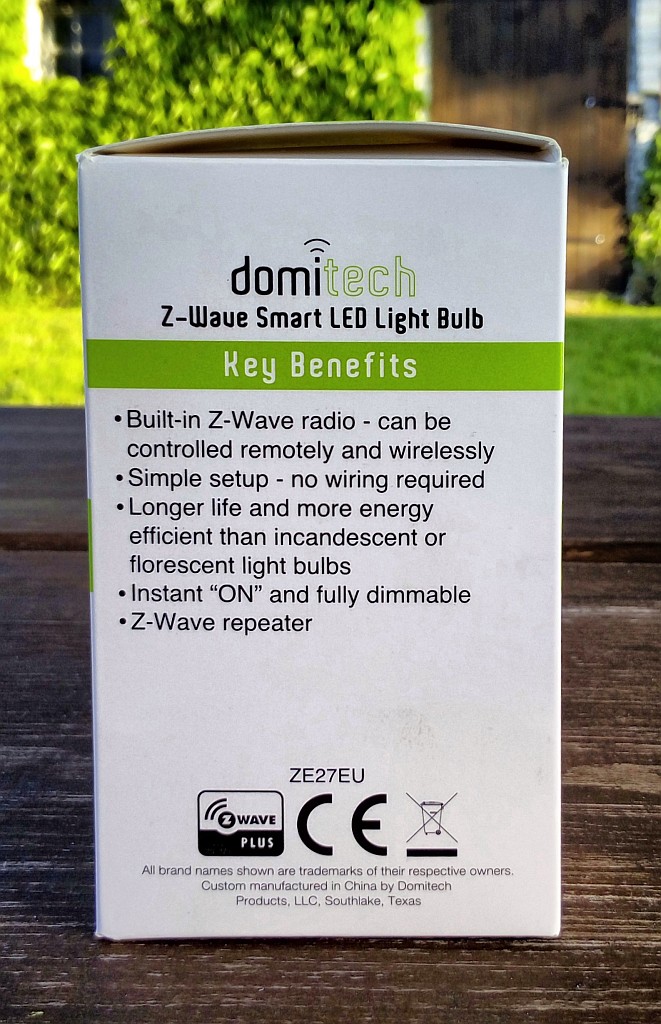 domitech
Z-Wave Smart LED Light Bulb
Key Benefits
• Built-in Z-Wave radio - can be
controlled remotely and wirelessly
• Simple setup - no wiring required
• Longer life and more energy
efficient than incandescent or
florescent light bulbs
• Instant “ON” and fully dimmable
• Z-Wave repeater
ZE27EU
Z WAVE
PLUS
CE
All brand names shown are trademarks of their respective owners.
Custom manufactured in China by Domitech
Products, LLC, Southlake, Texas